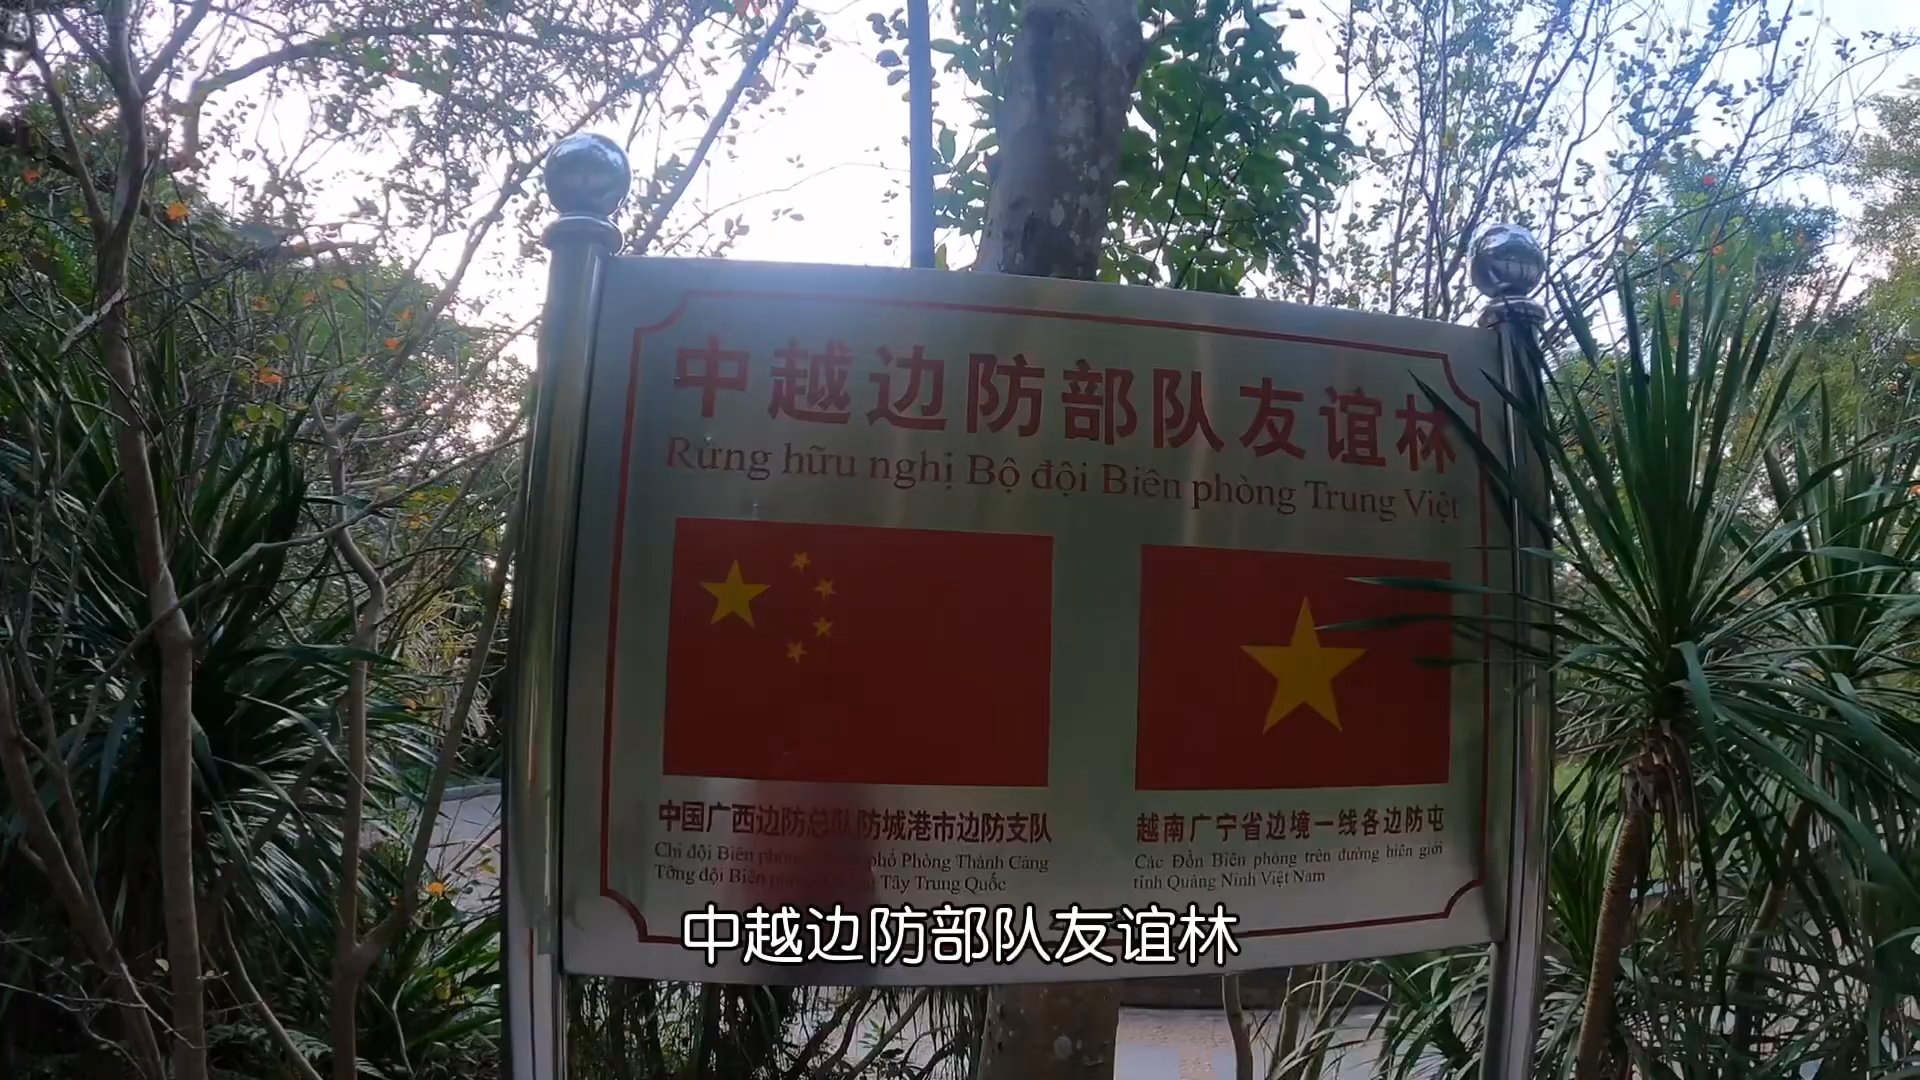 中越边防部队友谊林
Rừng hữu nghị Bộ đội Biên phòng Trung Việt
中国广西边防总队防城港市边防支队
Chi đội Biên phòng phố Phòng Thành Cảng
Tổng đội Biên Tây Trung Quốc
越南广宁省边境一线各边防屯
Các Đồn Biên phòng trên đường biên giới
tỉnh Quảng Ninh Việt Nam
中越边防部队友谊林